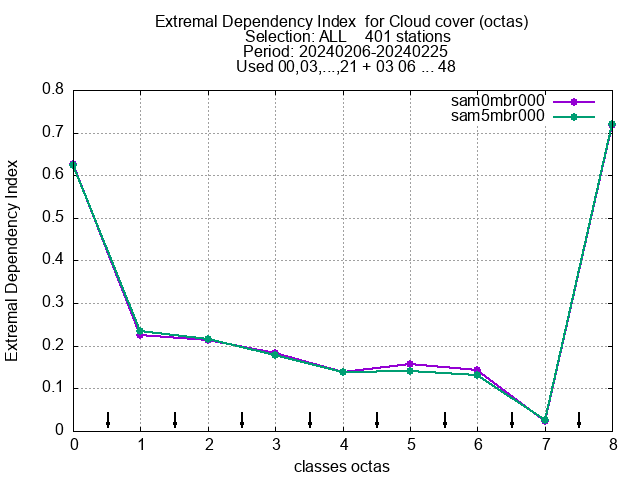 Extremal Dependency Index  for Cloud cover (octas)
Selection: ALL    401 stations
Period: 20240206-20240225
Used 00,03,...,21 + 03 06 ... 48
sam0mbr000
sam5mbr000
Extremal Dependency Index
0.8
0.7
0.6
0.5
0.4
0.3
0.2
0.1
0
0 1 2 3 4 5 6 7 8
classes octas